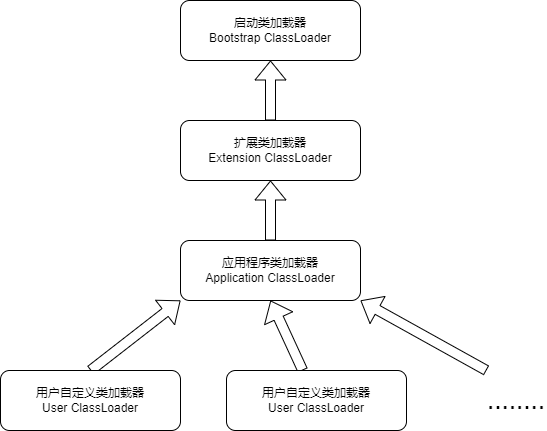 启动类加载器
Bootstrap ClassLoader
扩展类加载器
Extension ClassLoader
应用程序类加载器
Application ClassLoader
用户自定义类加载器
User ClassLoader
用户自定义类加载器
User ClassLoader
........